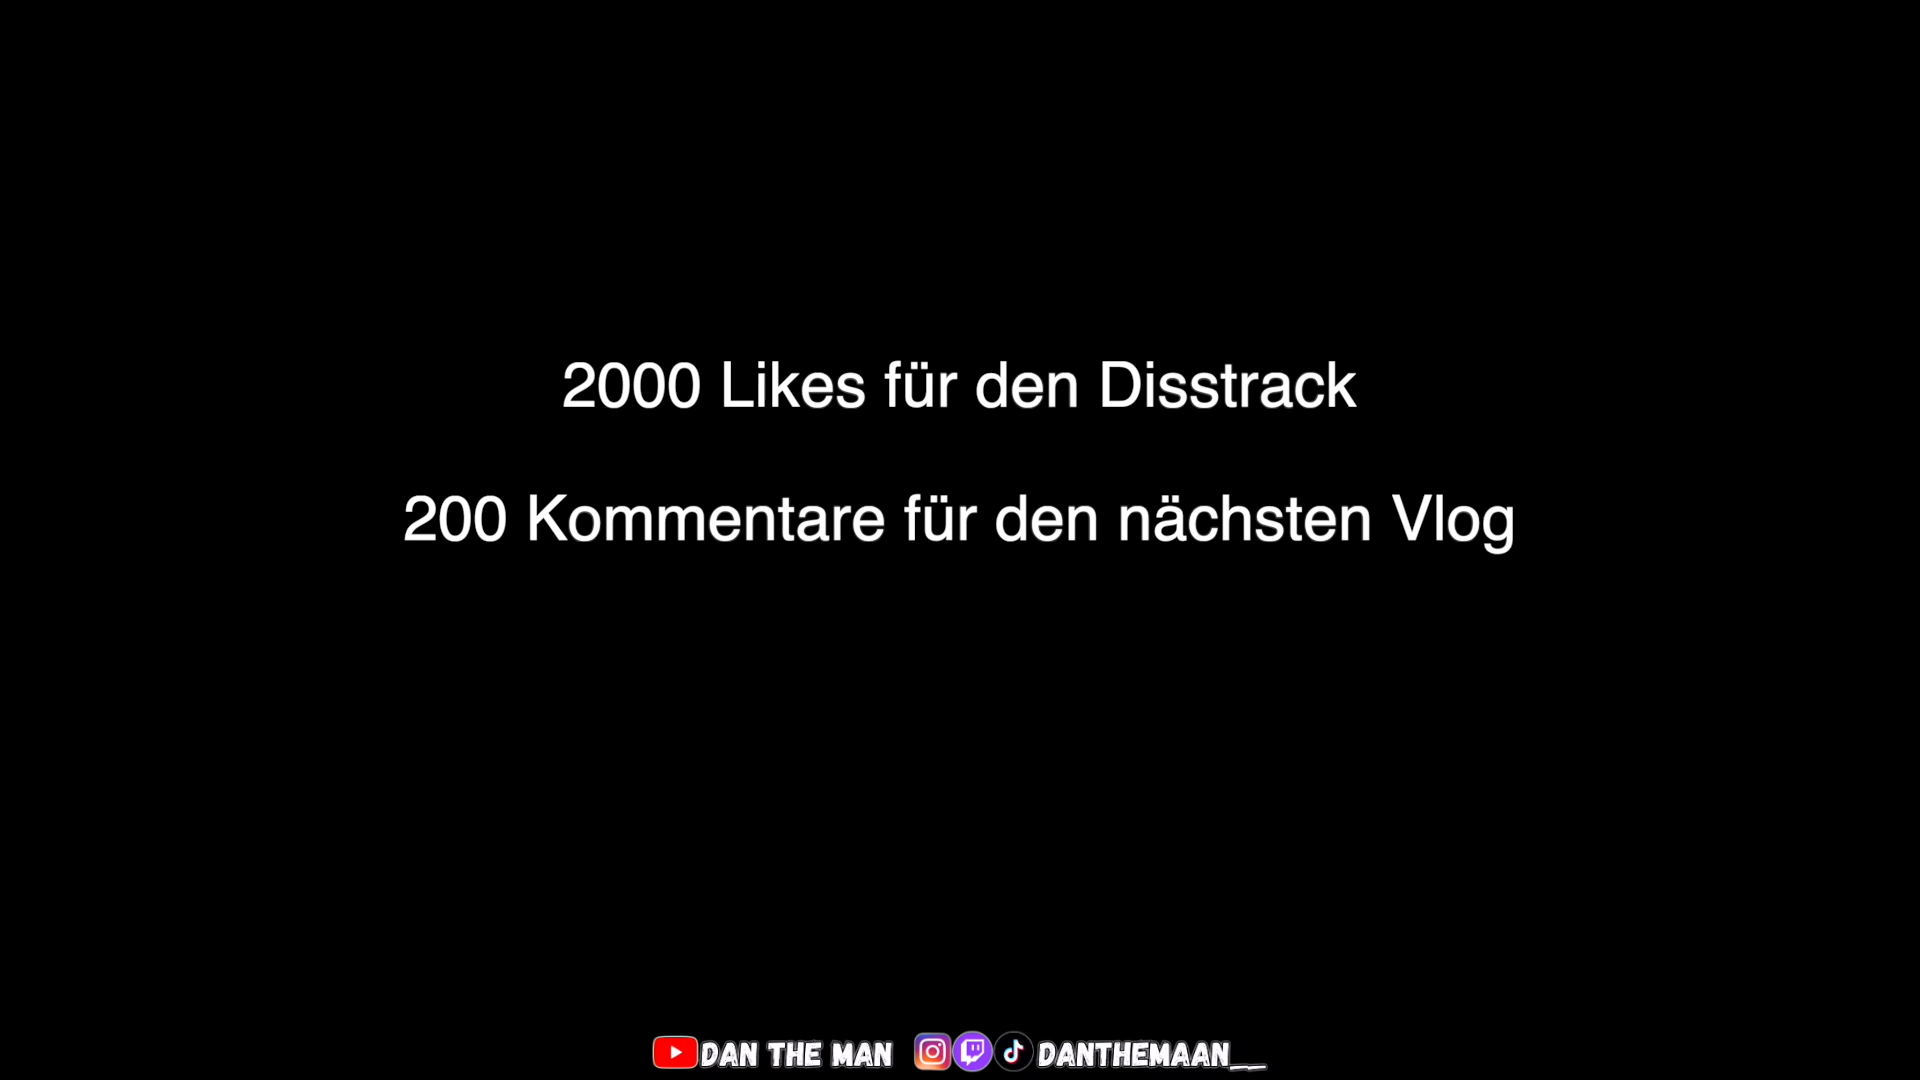 2000 Likes für den Disstrack
200 Kommentare für den nächsten Vlog
DAN THE MAN DANTHEMAAN__